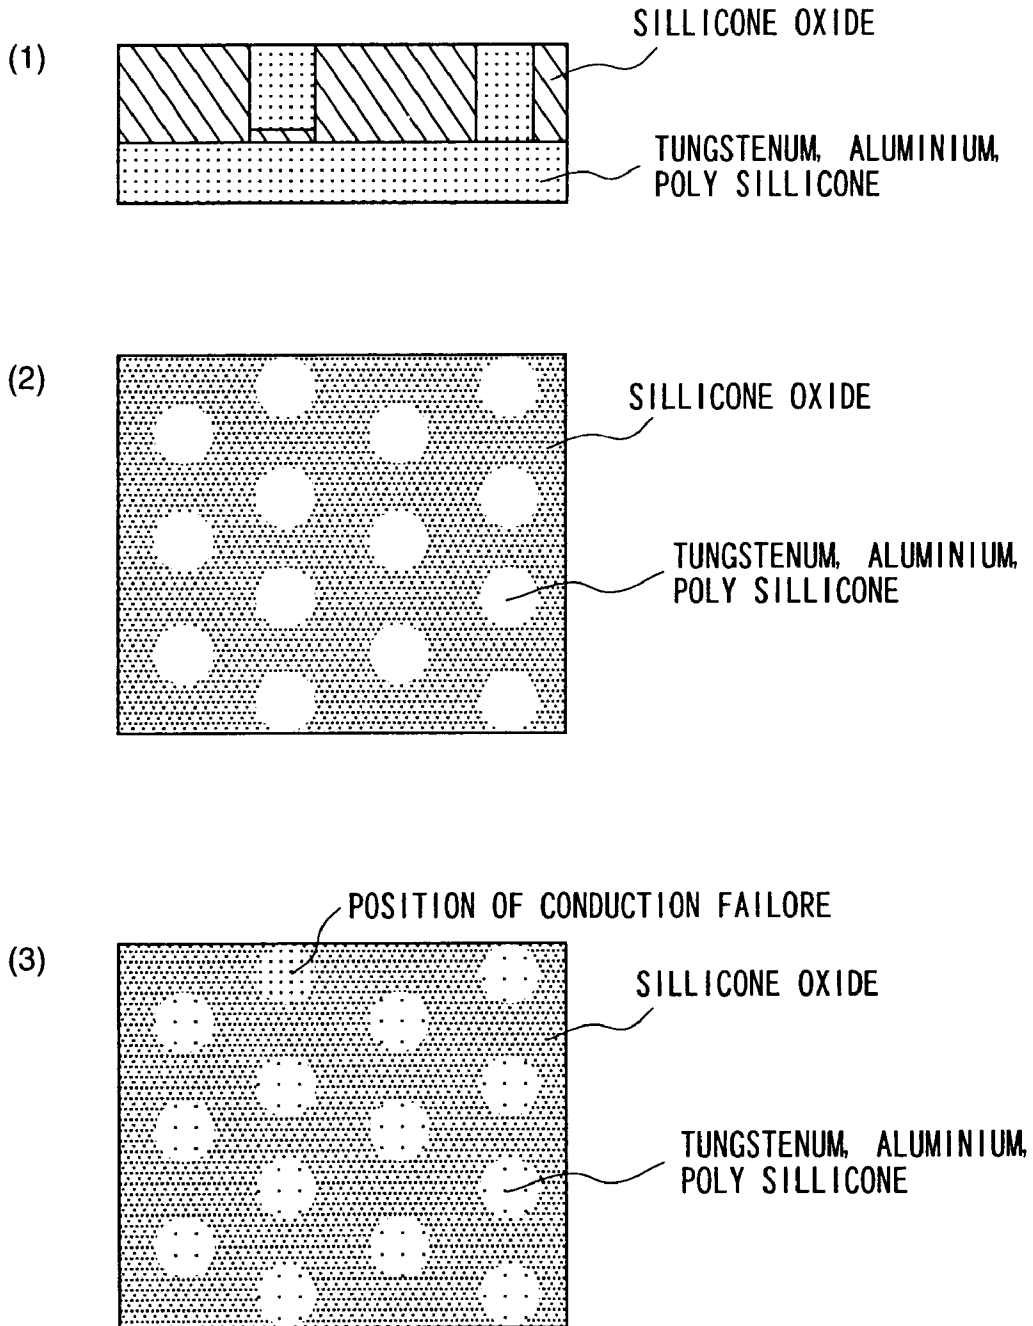 SILLICONE OXIDE
(1)
TUNGSTENUM, ALUMINIUM,
POLY SILLICONE
(2)
SILLICONE OXIDE
TUNGSTENUM, ALUMINIUM,
POLY SILLICONE
POSITION OF CONDUCTION FAILORE
(3)
SILLICONE OXIDE
TUNGSTENUM, ALUMINIUM,
POLY SILLICONE